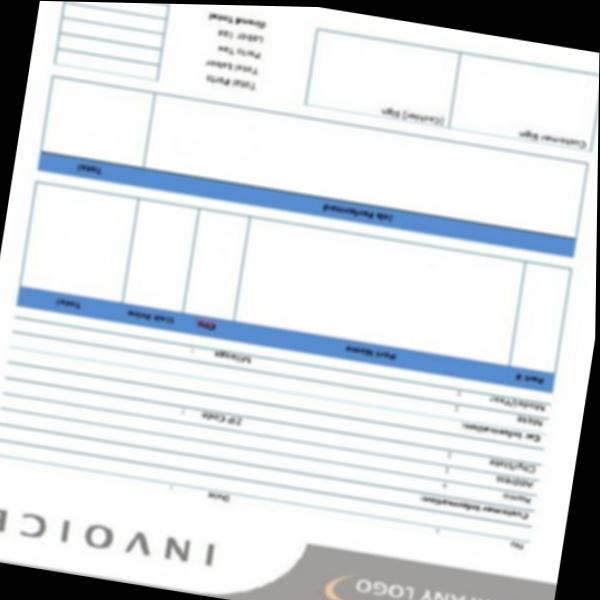 MPANY LOGO
INVOICE
No :
Date :
Customer Information:
Name :
Address :
City/State :
ZIP Code :
Car Information:
Make :
Model/Year :
Mileage :
Part # Part Name Qty Unit Price Total
Job Performed Total
Customer Sign
(Cashier) Sign
Total Parts
Total Labor
Parts Tax
Labor Tax
Grand Total